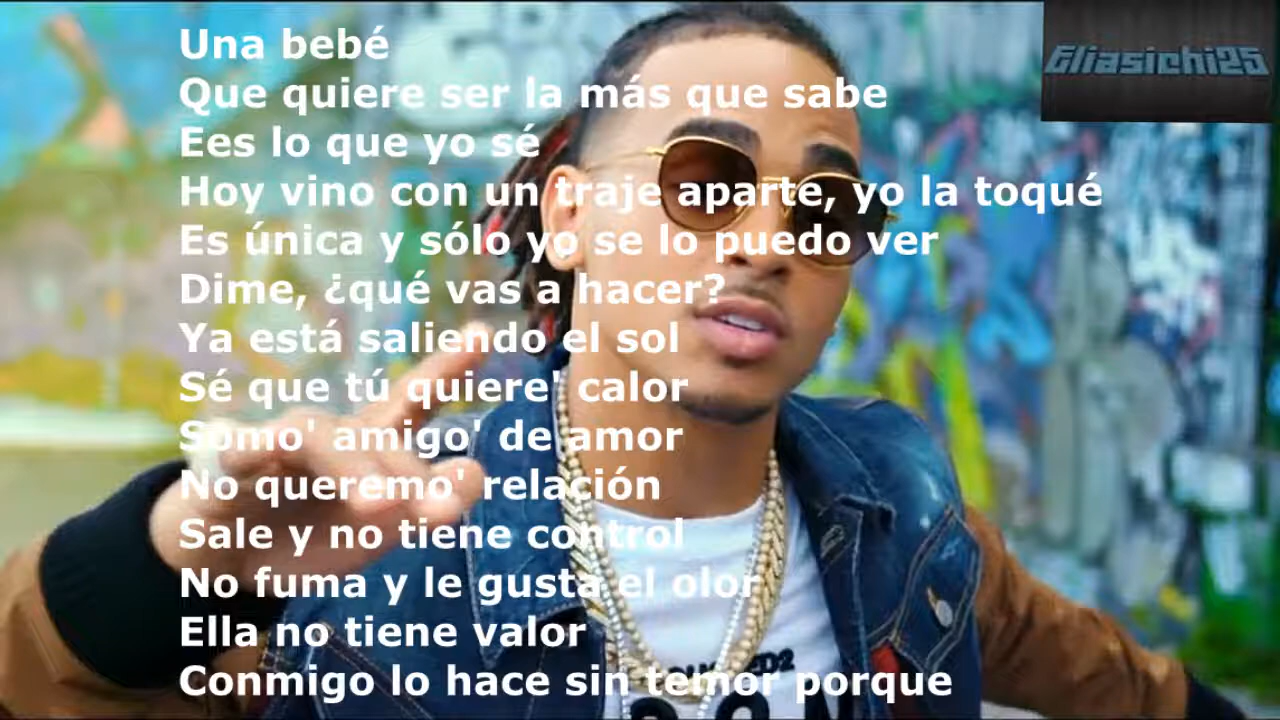 Una bebé
Que quiere ser la más que sabe
Ees lo que yo sé
Hoy vino con un traje aparte, yo la toqué
Es única y sólo yo se lo puedo ver
Dime, ¿qué vas a hacer?
Ya está saliendo el sol
Sé que tú quiere' calor
Somo' amigo' de amor
No queremo' relación
Sale y no tiene control
No fuma y le gusta el olor
Ella no tiene valor
Conmigo lo hace sin temor porque
Eliasichi25